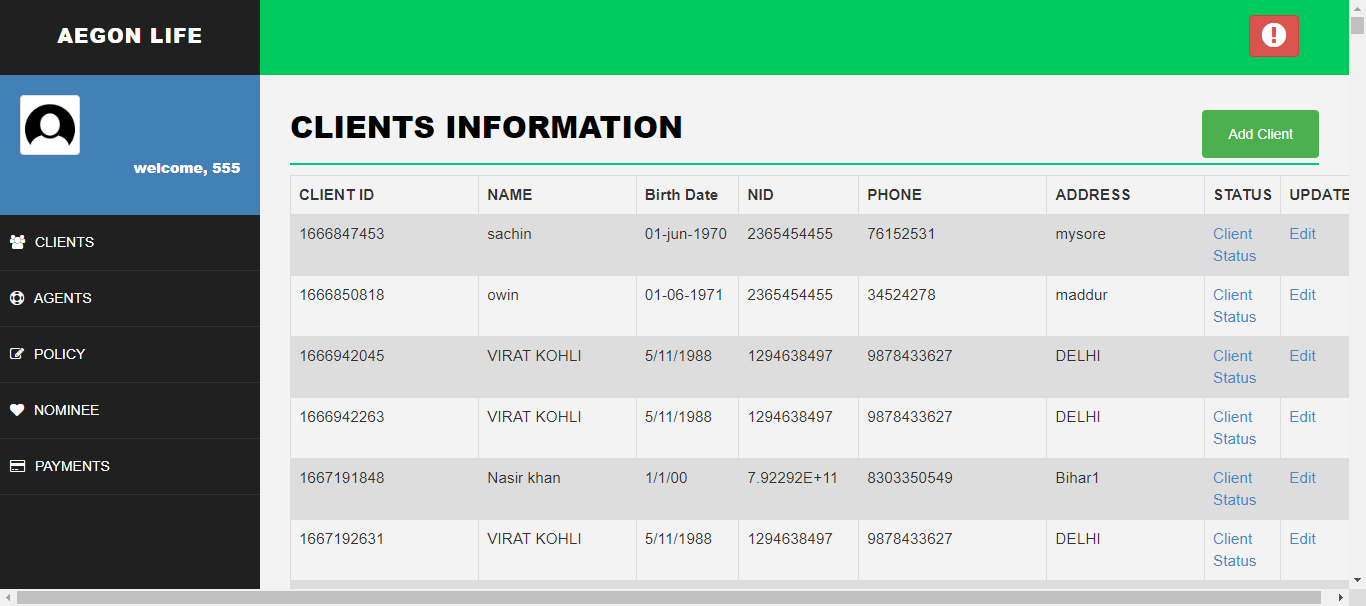 AEGON LIFE
welcome, 555
CLIENTS
AGENTS
POLICY
NOMINEE
PAYMENTS
CLIENTS INFORMATION
Add Client
CLIENT ID NAME Birth Date NID PHONE ADDRESS STATUS UPDATE
1666847453 sachin 01-jun-1970 2365454455 76152531 mysore Client Edit
Status
1666850818 owin 01-06-1971 2365454455 34524278 maddur Client Edit
Status
1666942045 VIRAT KOHLI 5/11/1988 1294638497 9878433627 DELHI Client Edit
Status
1666942263 VIRAT KOHLI 5/11/1988 1294638497 9878433627 DELHI Client Edit
Status
1667191848 Nasir khan 1/1/00 7.92292E+11 8303350549 Bihar1 Client Edit
Status
1667192631 VIRAT KOHLI 5/11/1988 1294638497 9878433627 DELHI Client Edit
Status